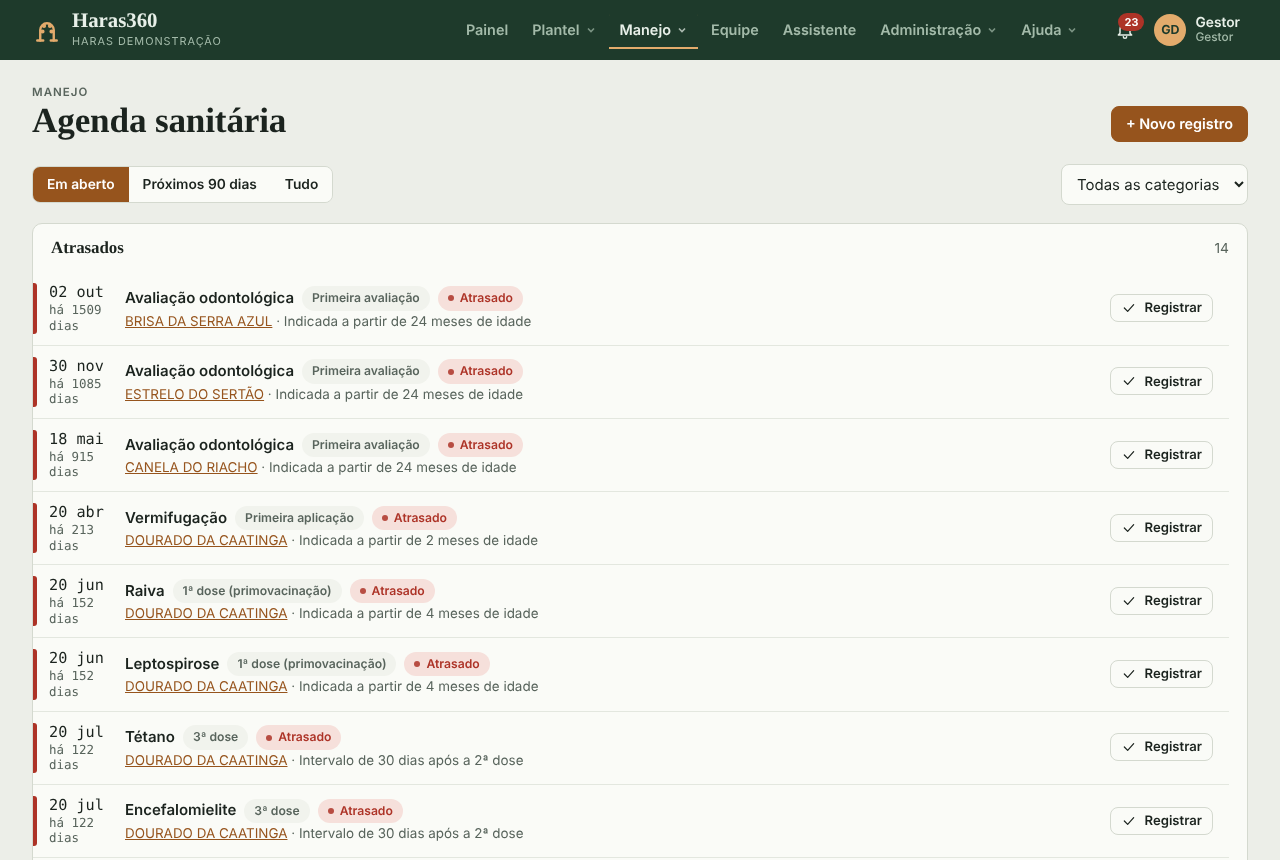 Haras360
HARAS DEMONSTRAÇÃO
Painel
Plantel
Manejo
Equipe
Assistente
Administração
Ajuda
23
GD
Gestor
Gestor
MANEJO
Agenda sanitária
+ Novo registro
Em aberto
Próximos 90 dias
Tudo
Todas as categorias
Atrasados
14
02 out
há 1509
dias
Avaliação odontológica Primeira avaliação Atrasado
BRISA DA SERRA AZUL · Indicada a partir de 24 meses de idade
Registrar
30 nov
há 1085
dias
Avaliação odontológica Primeira avaliação Atrasado
ESTRELO DO SERTÃO · Indicada a partir de 24 meses de idade
Registrar
18 mai
há 915
dias
Avaliação odontológica Primeira avaliação Atrasado
CANELA DO RIACHO · Indicada a partir de 24 meses de idade
Registrar
20 abr
há 213
dias
Vermifugação Primeira aplicação Atrasado
DOURADO DA CAATINGA · Indicada a partir de 2 meses de idade
Registrar
20 jun
há 152
dias
Raiva 1ª dose (primovacinação) Atrasado
DOURADO DA CAATINGA · Indicada a partir de 4 meses de idade
Registrar
20 jun
há 152
dias
Leptospirose 1ª dose (primovacinação) Atrasado
DOURADO DA CAATINGA · Indicada a partir de 4 meses de idade
Registrar
20 jul
há 122
dias
Tétano 3ª dose Atrasado
DOURADO DA CAATINGA · Intervalo de 30 dias após a 2ª dose
Registrar
20 jul
há 122
dias
Encefalomielite 3ª dose Atrasado
DOURADO DA CAATINGA · Intervalo de 30 dias após a 2ª dose
Registrar